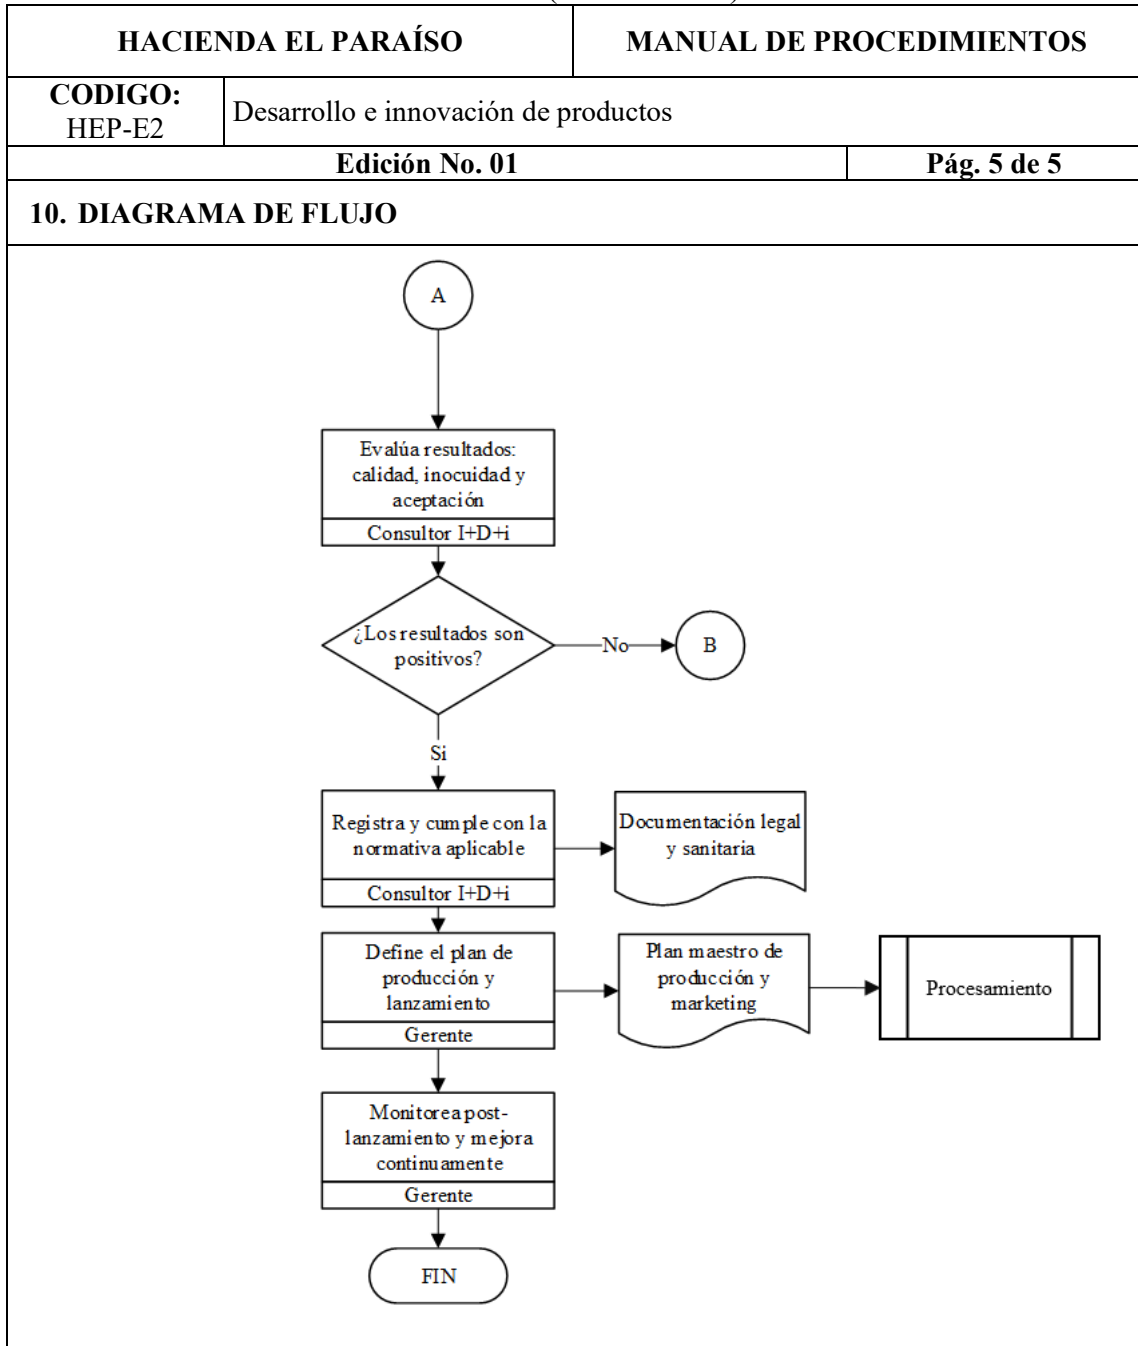 HACIENDA EL PARAÍSO
MANUAL DE PROCEDIMIENTOS
CODIGO:
HEP-E2
Desarrollo e innovación de productos
Edición No. 01
Pág. 5 de 5
10. DIAGRAMA DE FLUJO
A
Evalúa resultados:
calidad, inocuidad y
aceptación
Consultor I+D+i
¿Los resultados son
positivos?
No
B
Si
Registra y cumple con la
normativa aplicable
Consultor I+D+i
Documentación legal
y sanitaria
Define el plan de
producción y
lanzamiento
Gerente
Plan maestro de
producción y
marketing
Procesamiento
Monitorea post-
lanzamiento y mejora
continuamente
Gerente
FIN